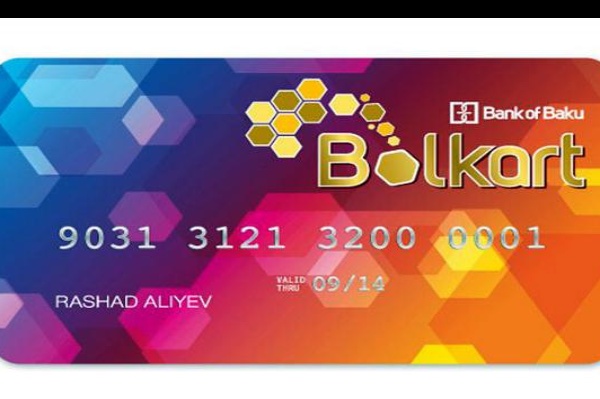 Bank of Baku
Bolkart
9031 3121 3200 0001
VALID
THRU 09/14
RASHAD ALIYEV